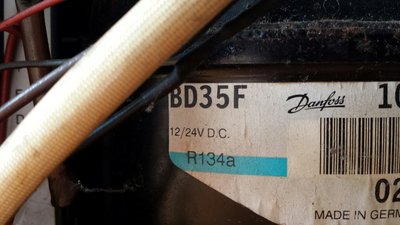 BD35F Danfoss 10
12/24V D.C.
R134a
02
MADE IN GERM